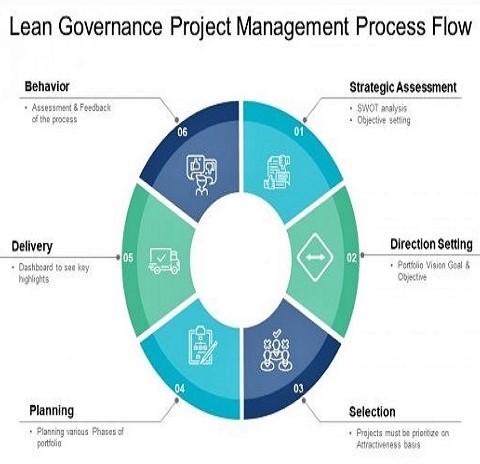 Lean Governance Project Management Process Flow
Behavior
• Assessment & Feedback
of the process
Strategic Assessment
• SWOT analysis
• Objective setting
06
01
Delivery
• Dashboard to see key
highlights
05
02
Direction Setting
• Portfolio Vision Goal &
Objective
04
03
Planning
• Planning various Phases of
portfolio
Selection
• Projects must be prioritize on
Attractiveness basis